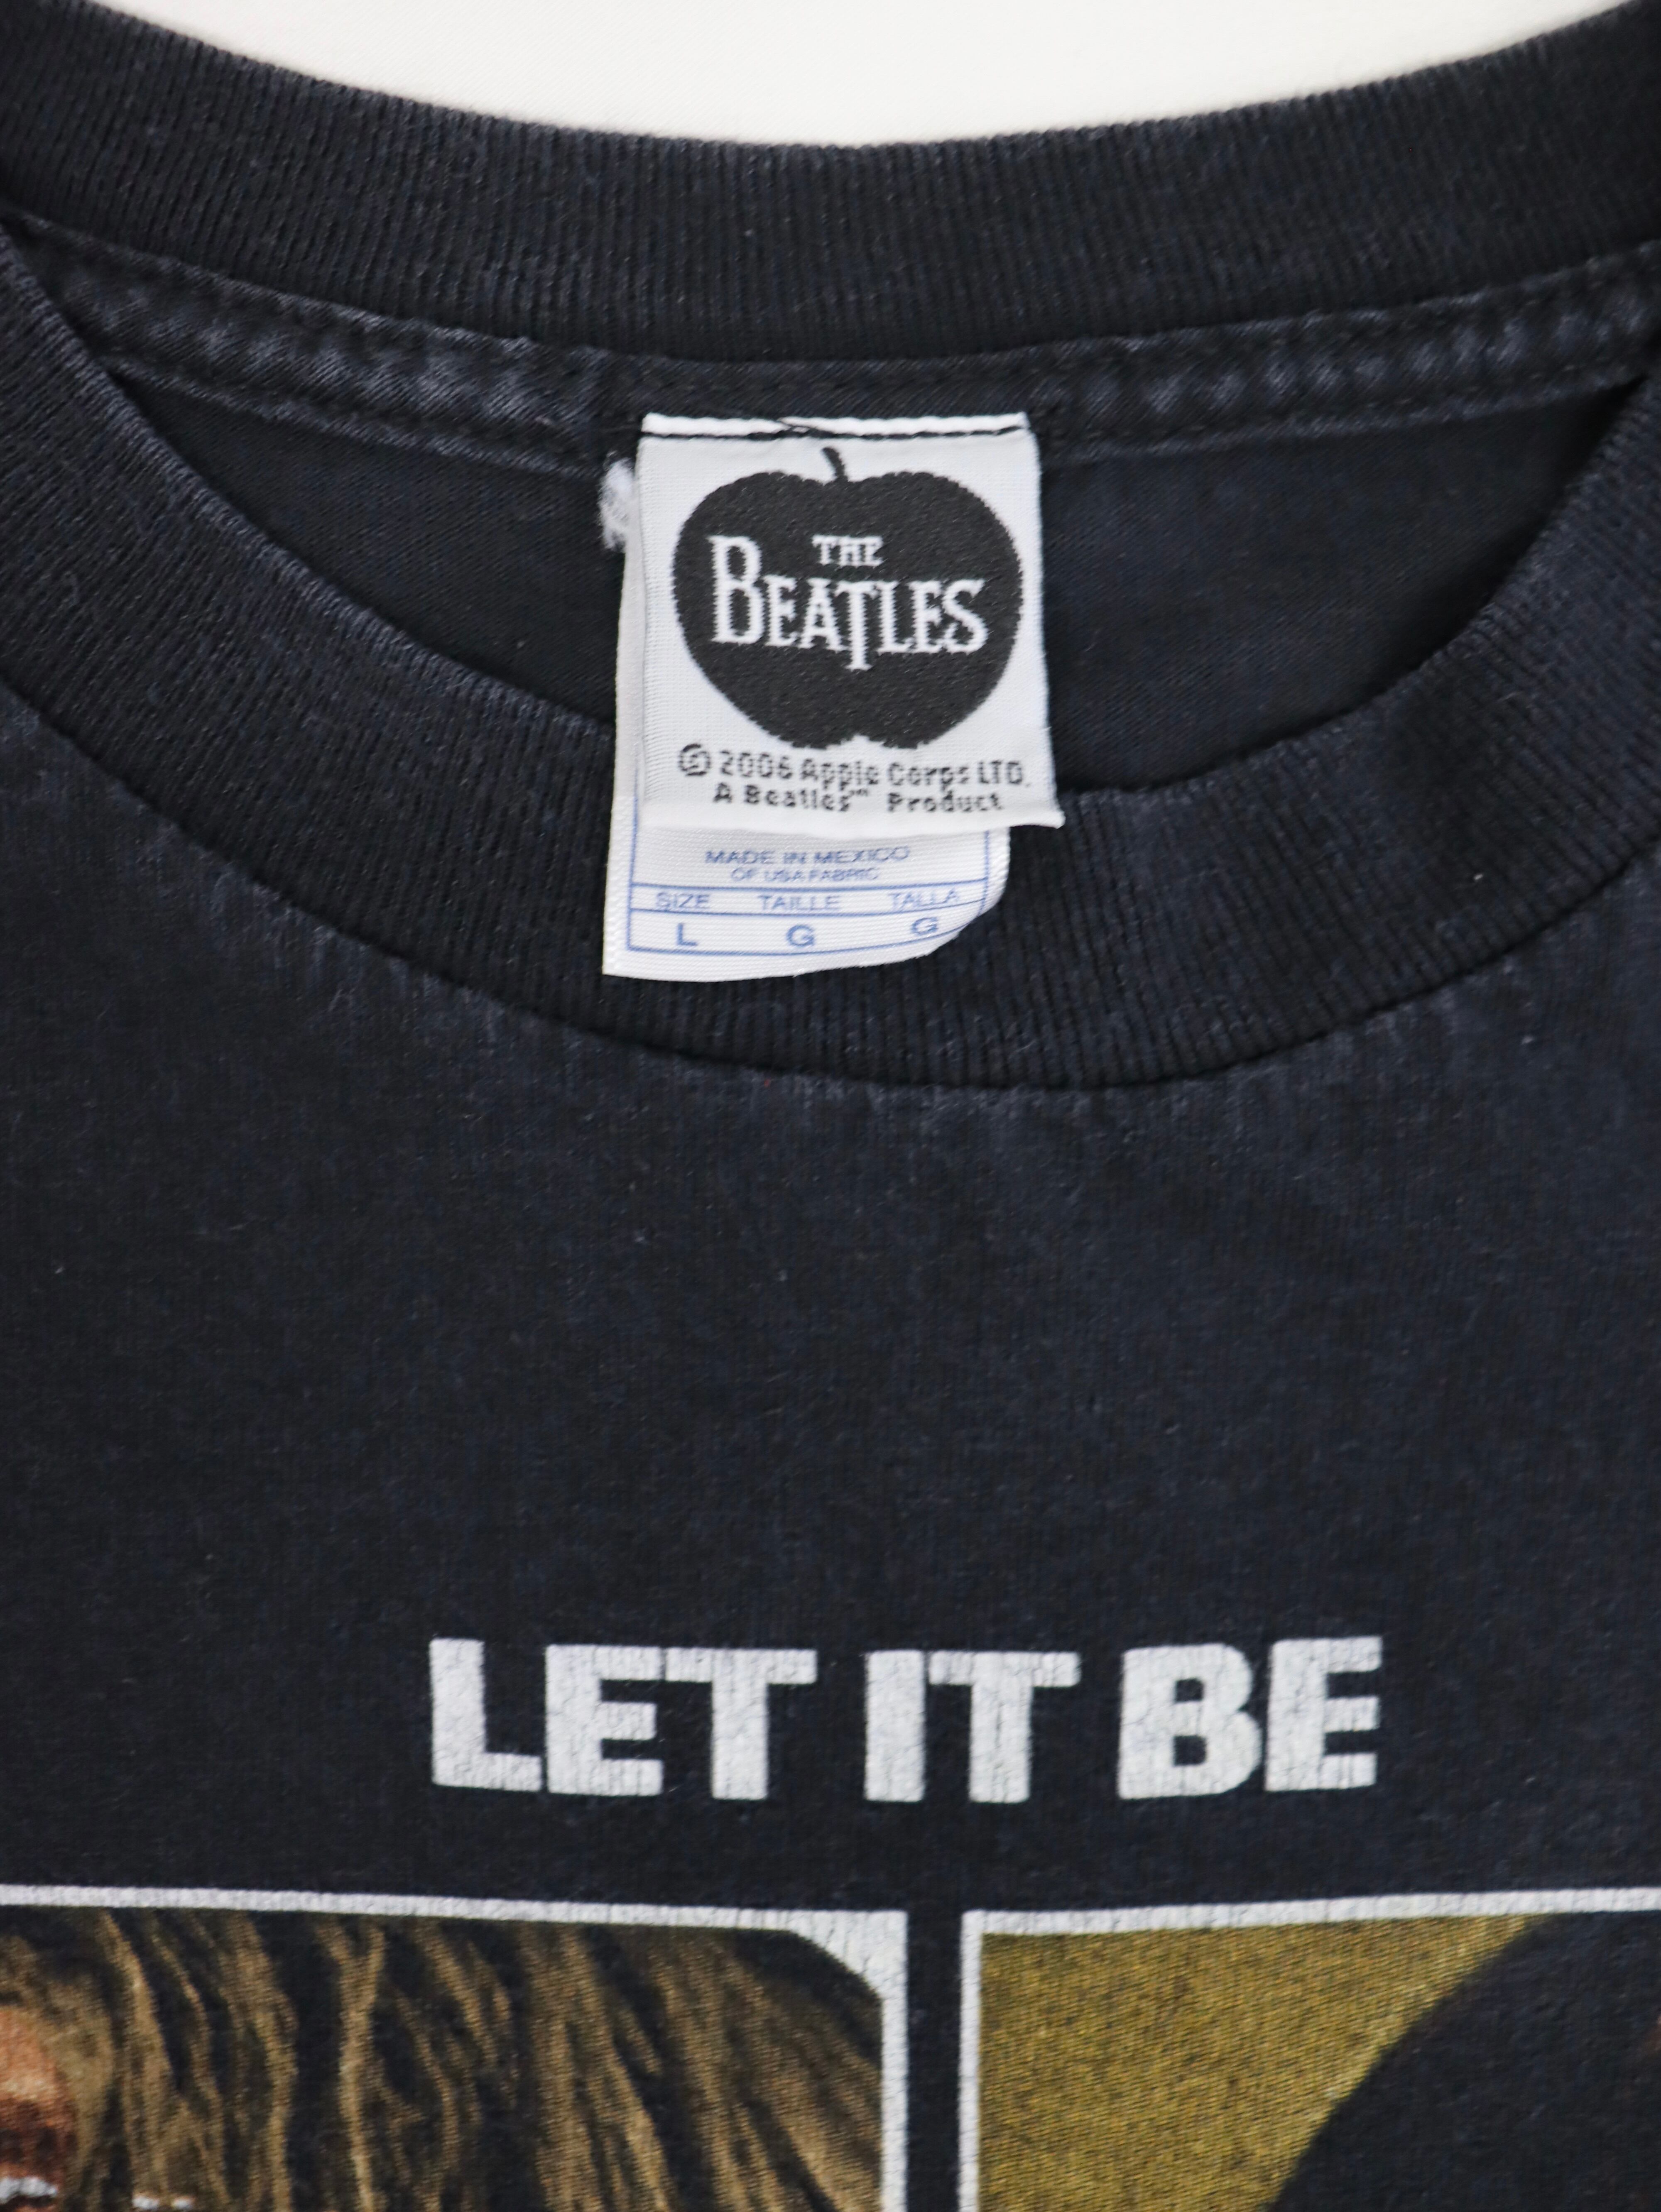 THE
BEATLES
© 2006 Apple Corps LTD.
A Beatles™ Product
MADE IN MEXICO
OF USA FABRIC
SIZE TAILLE TALLA
L G G
LET IT BE